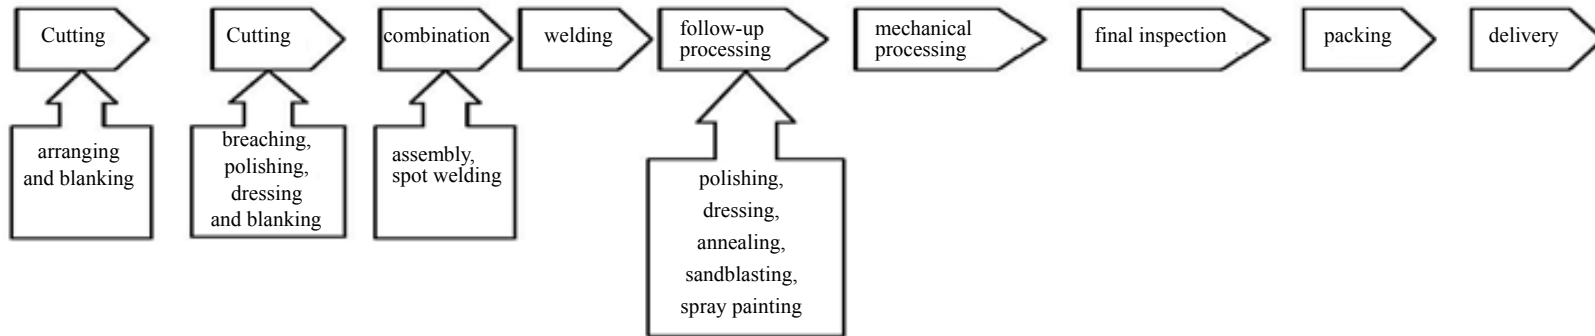 Cutting
Cutting
combination
welding
follow-up
processing
mechanical
processing
final inspection
packing
delivery
arranging
and blanking
breaching,
polishing,
dressing
and blanking
assembly,
spot welding
polishing,
dressing,
annealing,
sandblasting,
spray painting